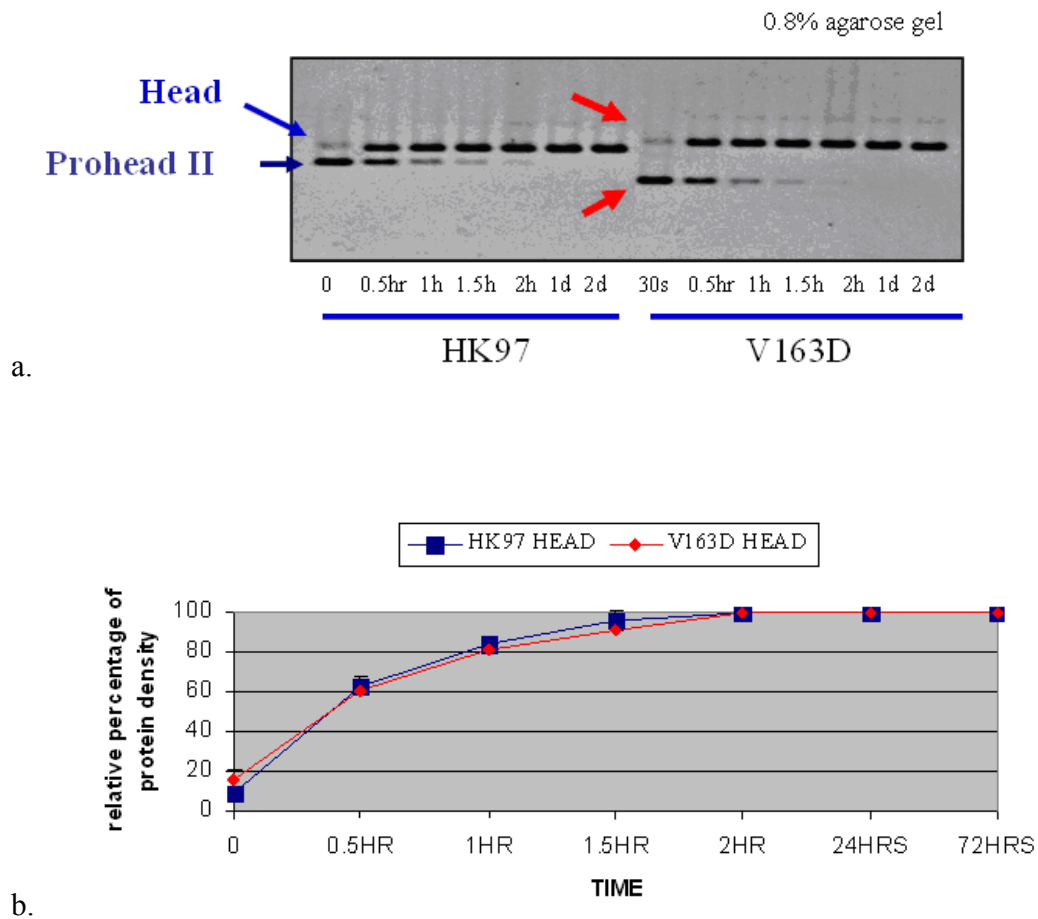 0.8% agarose gel
Head
Prohead II
0 0.5hr 1h 1.5h 2h 1d 2d 30s 0.5hr 1h 1.5h 2h 1d 2d
HK97 V163D
a.
HK97 HEAD V163D HEAD
relative percentage of
protein density
100
80
60
40
20
0
0 0.5HR 1HR 1.5HR 2HR 24HRS 72HRS
TIME
b.